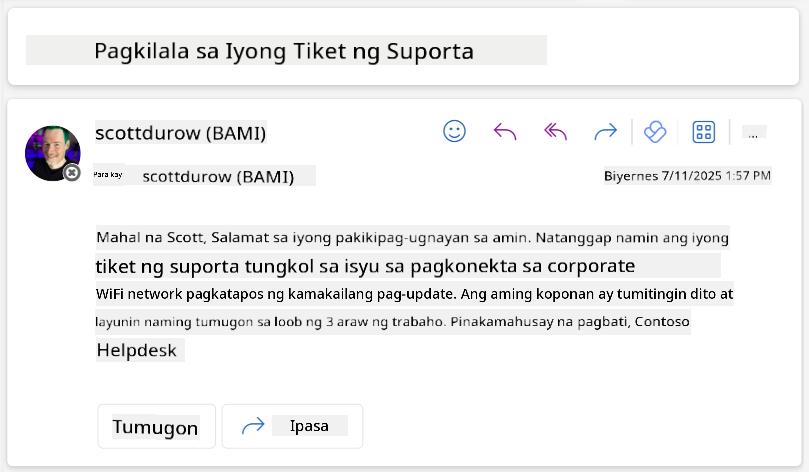 Pagkilala sa Iyong Tiket ng Suporta
scottdurow (BAMI)
...
Para kay scottdurow (BAMI)
Biyernes 7/11/2025 1:57 PM
Mahal na Scott, Salamat sa iyong pakikipag-ugnayan sa amin. Natanggap namin ang iyong
tiket ng suporta tungkol sa isyu sa pagkonekta sa corporate
WiFi network pagkatapos ng kamakailang pag-update. Ang aming koponan ay tumitingin dito at
layunin naming tumugon sa loob ng 3 araw ng trabaho. Pinakamahusay na pagbati, Contoso
Helpdesk
Tumugon
Ipasa